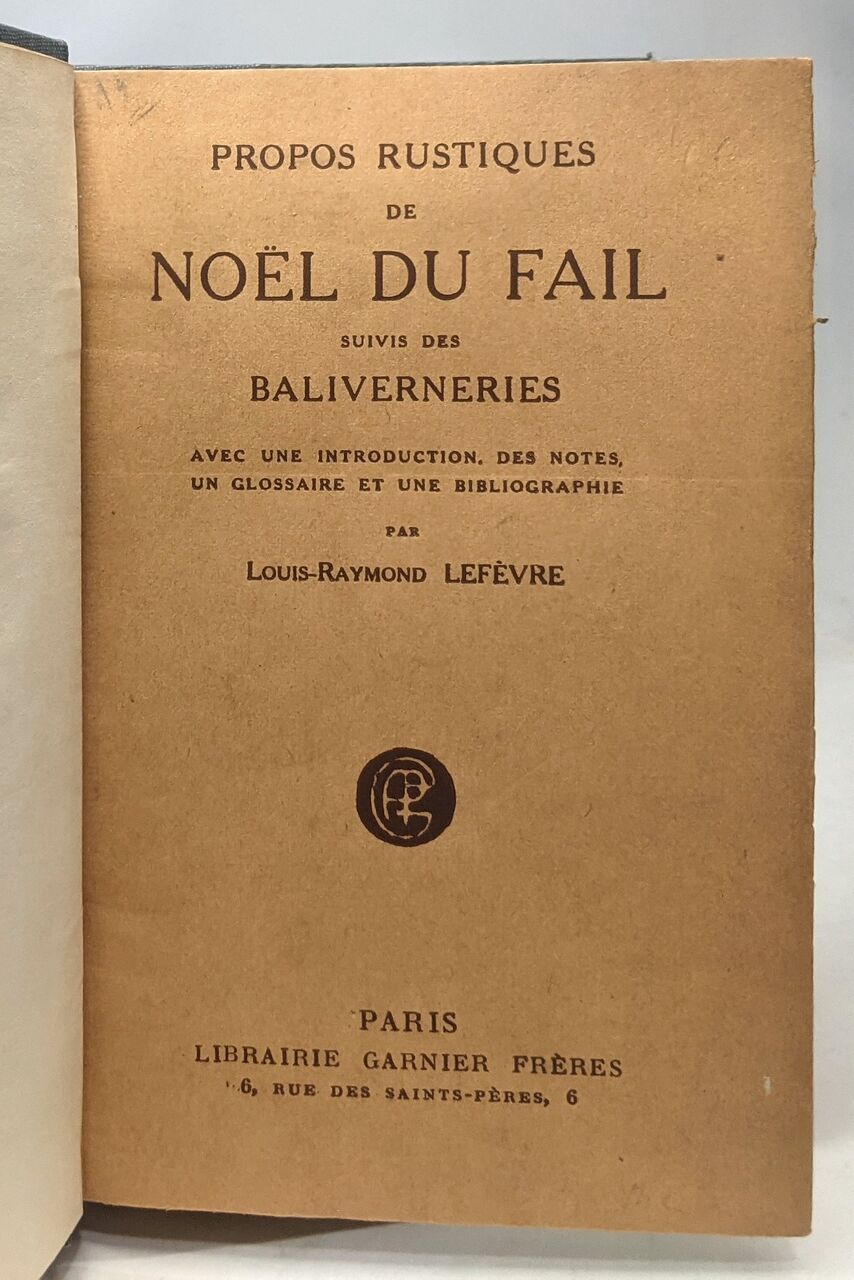 PROPOS RUSTIQUES
DE
NOËL DU FAIL
SUIVIS DES
BALIVERNERIES
AVEC UNE INTRODUCTION, DES NOTES,
UN GLOSSAIRE ET UNE BIBLIOGRAPHIE
PAR
LOUIS-RAYMOND LEFÈVRE
PARIS
LIBRAIRIE GARNIER FRÈRES
6, RUE DES SAINTS-PÈRES, 6